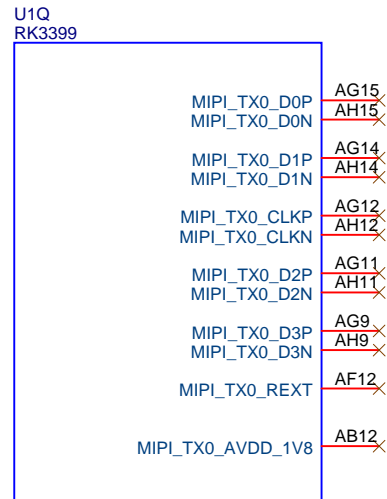 U1Q
RK3399
MIPI_TX0_D0P AG15
MIPI_TX0_D0N AH15
MIPI_TX0_D1P AG14
MIPI_TX0_D1N AH14
MIPI_TX0_CLKP AG12
MIPI_TX0_CLKN AH12
MIPI_TX0_D2P AG11
MIPI_TX0_D2N AH11
MIPI_TX0_D3P AG9
MIPI_TX0_D3N AH9
MIPI_TX0_REXT AF12
MIPI_TX0_AVDD_1V8 AB12